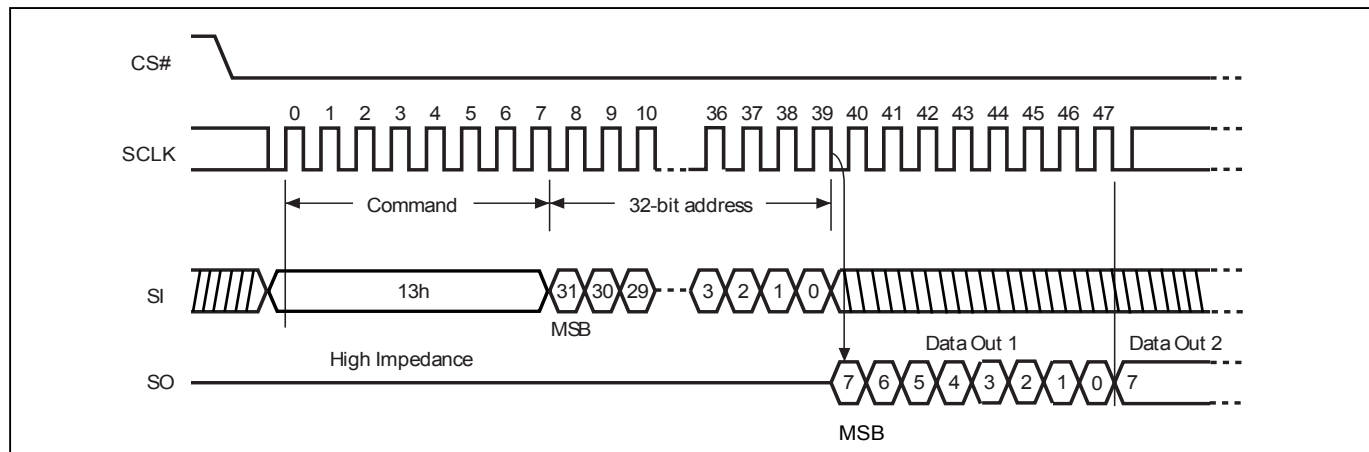 CS#
0 1 2 3 4 5 6 7 8 9 10 36 37 38 39 40 41 42 43 44 45 46 47
SCLK
Command 32-bit address
SI 13h 31 30 29 3 2 1 0
MSB
High Impedance Data Out 1 Data Out 2
SO 7 6 5 4 3 2 1 0 7
MSB